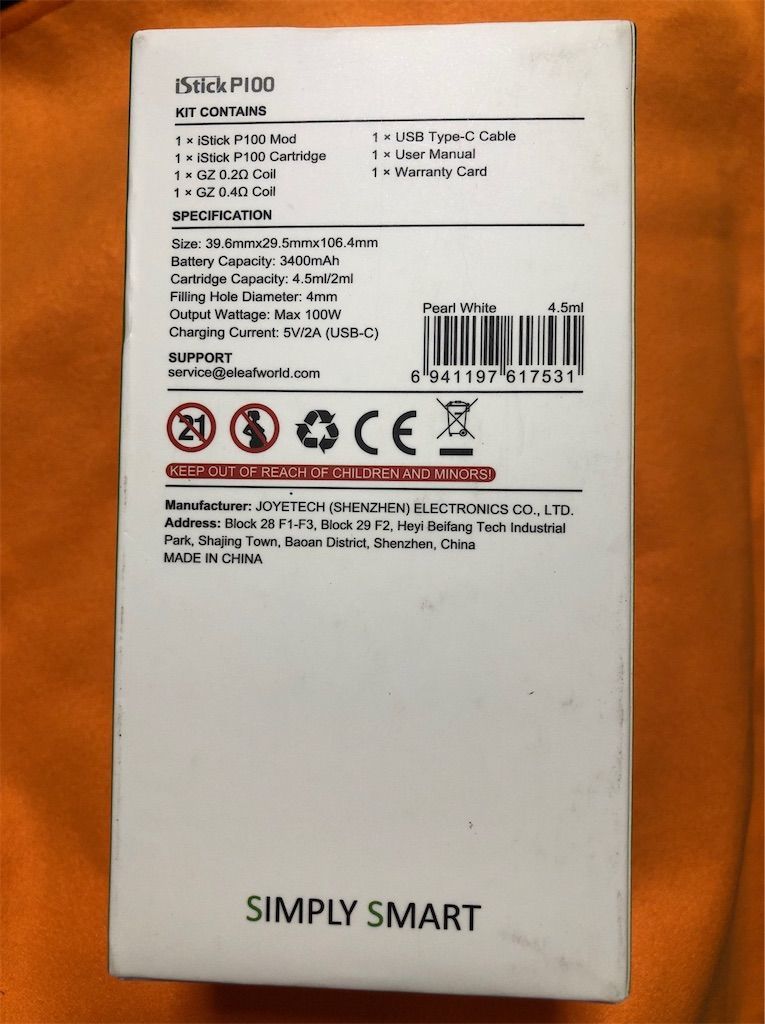 iStick P100
KIT CONTAINS
1 × iStick P100 Mod
1 × iStick P100 Cartridge
1 × GZ 0.2Ω Coil
1 × GZ 0.4Ω Coil
1 × USB Type-C Cable
1 × User Manual
1 × Warranty Card
SPECIFICATION
Size: 39.6mmx29.5mmx106.4mm
Battery Capacity: 3400mAh
Cartridge Capacity: 4.5ml/2ml
Filling Hole Diameter: 4mm
Output Wattage: Max 100W
Charging Current: 5V/2A (USB-C)
Pearl White 4.5ml
6 941197 617531
SUPPORT
service@eleafworld.com
21
CE
KEEP OUT OF REACH OF CHILDREN AND MINORS!
Manufacturer: JOYETECH (SHENZHEN) ELECTRONICS CO., LTD.
Address: Block 28 F1-F3, Block 29 F2, Heyi Beifang Tech Industrial
Park, Shajing Town, Baoan District, Shenzhen, China
MADE IN CHINA
SIMPLY SMART